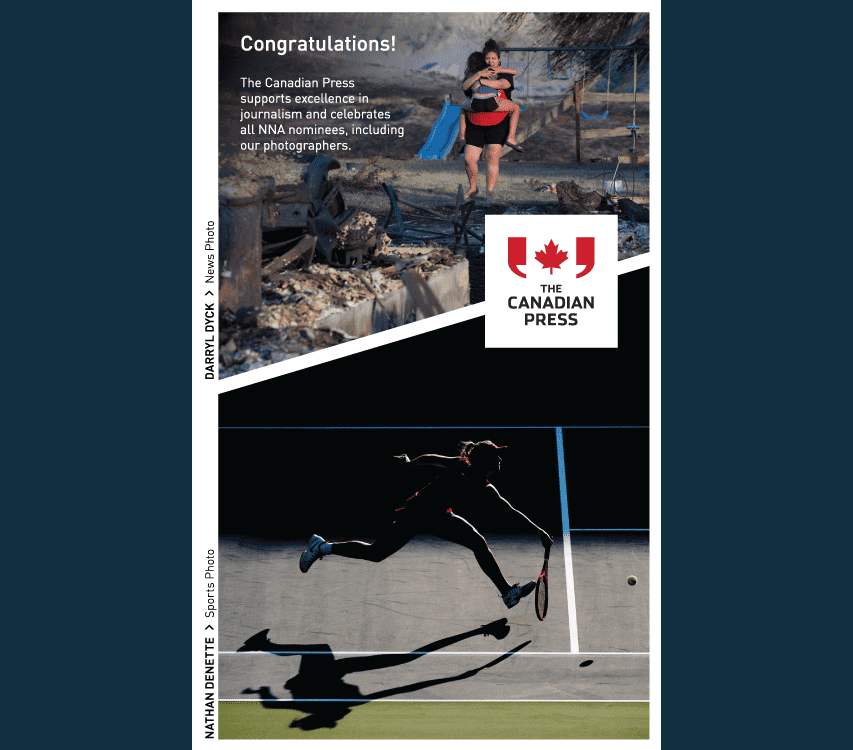 Congratulations!
The Canadian Press
supports excellence in
journalism and celebrates
all NNA nominees, including
our photographers.
DARRYL DYCK > News Photo
THE
CANADIAN
PRESS
NATHAN DENETTE > Sports Photo